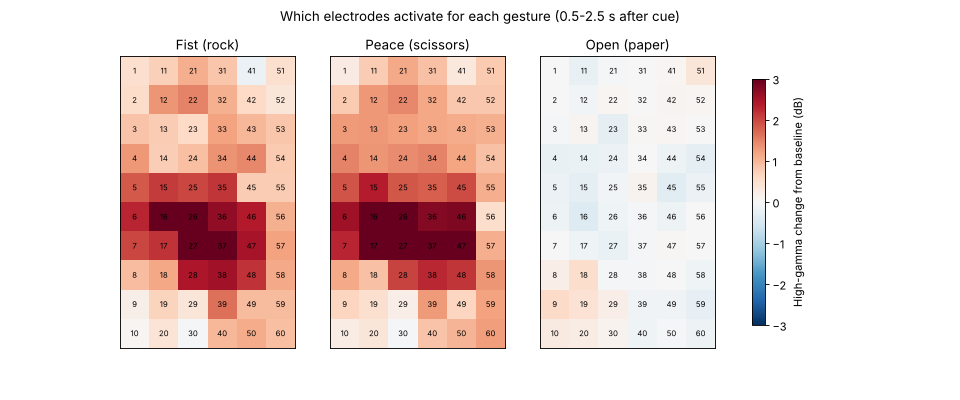 Which electrodes activate for each gesture (0.5-2.5 s after cue)
Fist (rock)
1 11 21 31 41 51
2 12 22 32 42 52
3 13 23 33 43 53
4 14 24 34 44 54
5 15 25 35 45 55
6 16 26 36 46 56
7 17 27 37 47 57
8 18 28 38 48 58
9 19 29 39 49 59
10 20 30 40 50 60
Peace (scissors)
1 11 21 31 41 51
2 12 22 32 42 52
3 13 23 33 43 53
4 14 24 34 44 54
5 15 25 35 45 55
6 16 26 36 46 56
7 17 27 37 47 57
8 18 28 38 48 58
9 19 29 39 49 59
10 20 30 40 50 60
Open (paper)
1 11 21 31 41 51
2 12 22 32 42 52
3 13 23 33 43 53
4 14 24 34 44 54
5 15 25 35 45 55
6 16 26 36 46 56
7 17 27 37 47 57
8 18 28 38 48 58
9 19 29 39 49 59
10 20 30 40 50 60
3
2
1
0
−1
−2
−3
High-gamma change from baseline (dB)